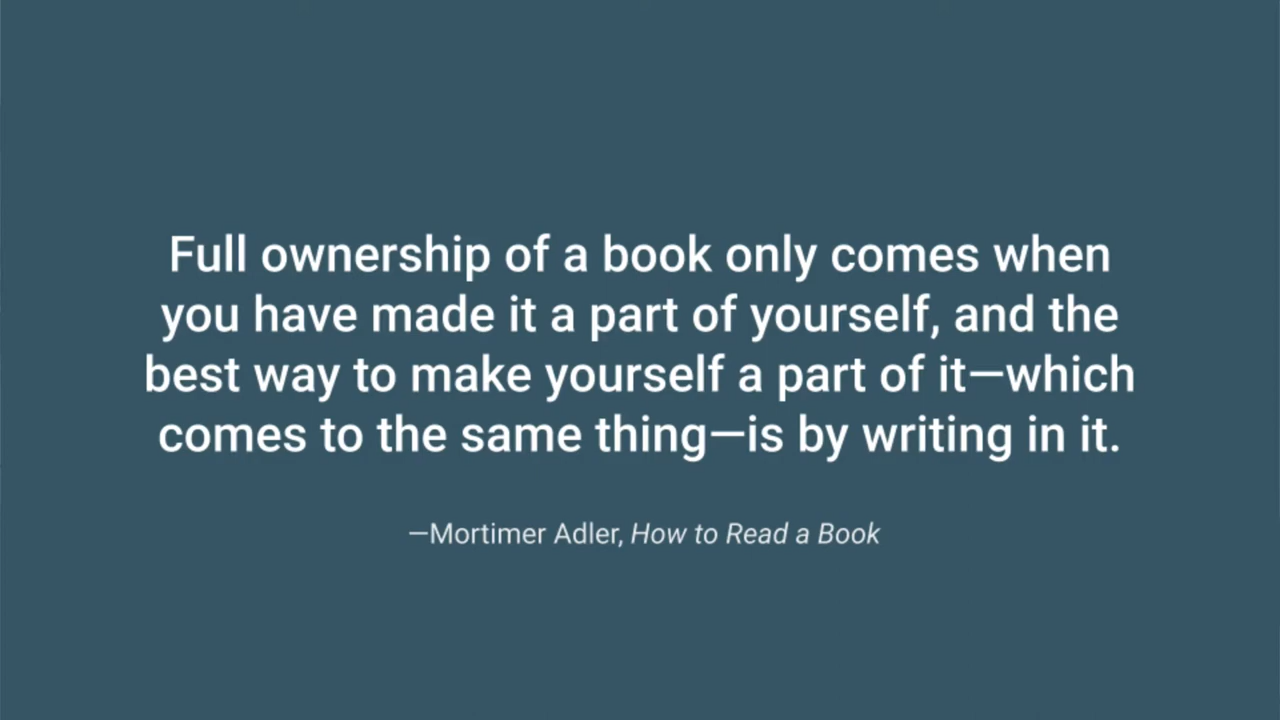 Full ownership of a book only comes when
you have made it a part of yourself, and the
best way to make yourself a part of it—which
comes to the same thing—is by writing in it.
—Mortimer Adler, How to Read a Book